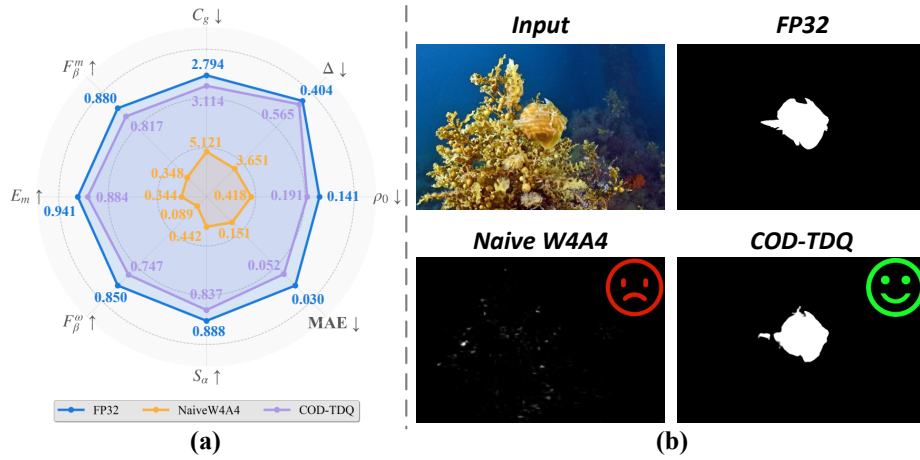 C_g ↓
F_β^m ↑
Δ ↓
2.794
0.880
0.404
3.114
0.817
0.565
5.121
3.651
0.348
E_m ↑
0.344
0.418
0.191
0.141
ρ_0 ↓
0.941
0.884
0.089
0.442
0.151
0.747
0.052
0.850
0.837
0.030
F_β^ω ↑
0.888
MAE ↓
S_α ↑
FP32
NaiveW4A4
COD-TDQ
(a)
Input
FP32
Naive W4A4
COD-TDQ
(b)